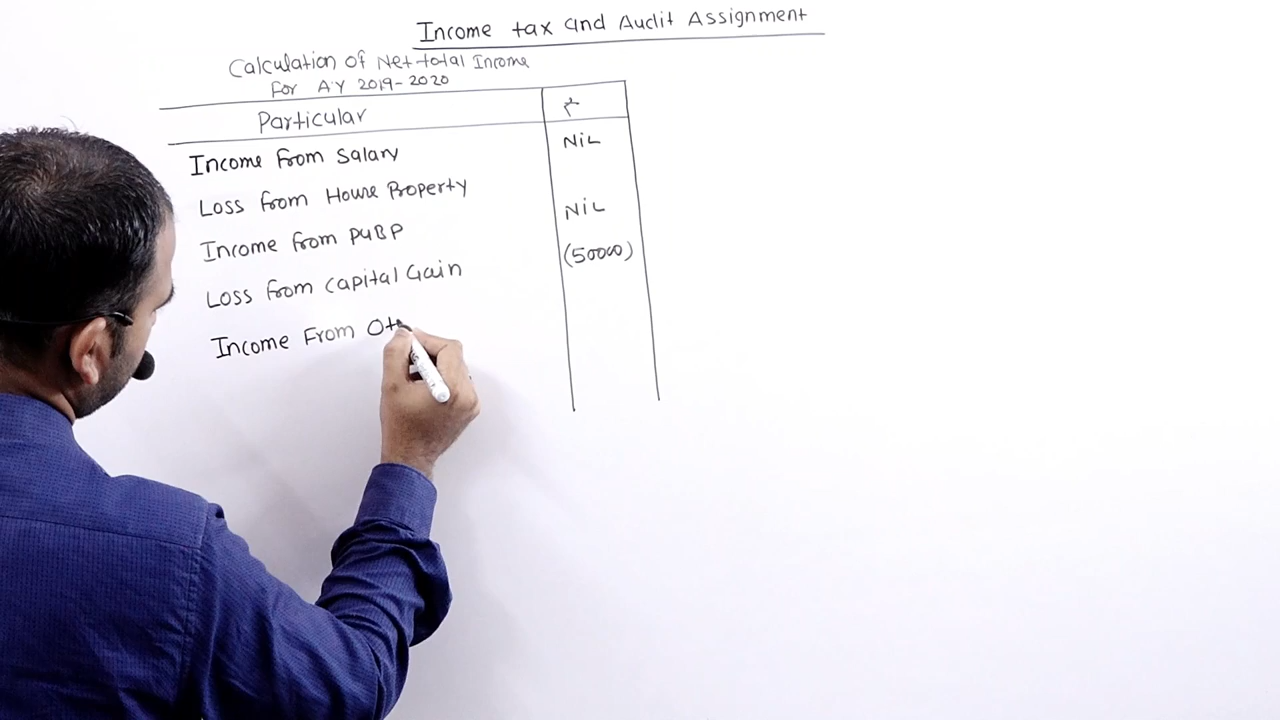 Income tax and Audit Assignment
Calculation of Net total Income
For A.Y 2019-2020
Particular ₹
Income from Salary NiL
Loss from House Property
Income from PGBP NiL
Loss from Capital Gain (50000)
Income From Oth